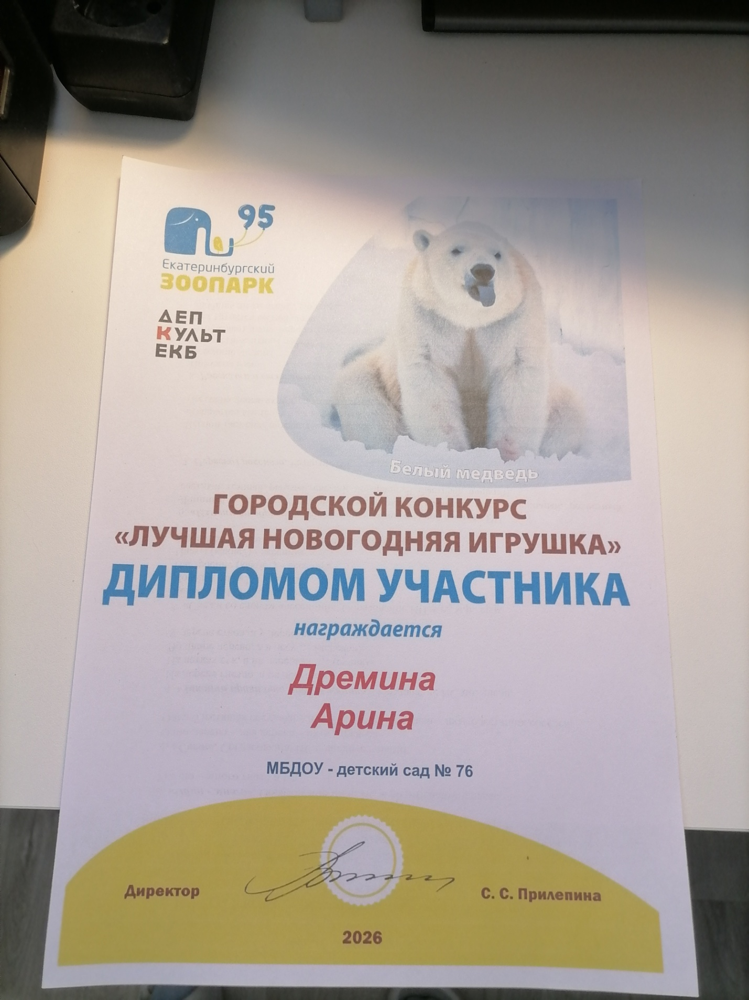 95
Екатеринбургский
ЗООПАРК
ДЕП
КУЛЬТ
ЕКБ
Белый медведь
ГОРОДСКОЙ КОНКУРС
«ЛУЧШАЯ НОВОГОДНЯЯ ИГРУШКА»
ДИПЛОМОМ УЧАСТНИКА
награждается
Дремина
Арина
МБДОУ - детский сад № 76
Директор
С. С. Прилепина
2026